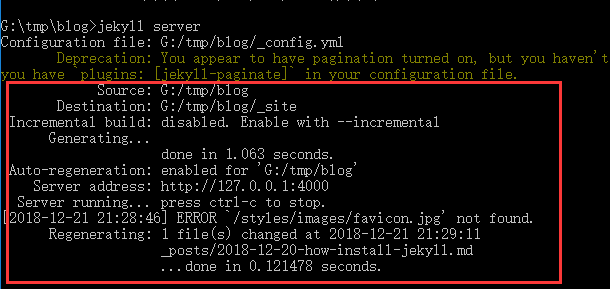 G:\tmp\blog>jekyll server
Configuration file: G:/tmp/blog/_config.yml
Deprecation: You appear to have pagination turned on, but you haven't
you have `plugins: [jekyll-paginate]` in your configuration file.
Source: G:/tmp/blog
Destination: G:/tmp/blog/_site
Incremental build: disabled. Enable with --incremental
Generating...
done in 1.063 seconds.
Auto-regeneration: enabled for 'G:/tmp/blog'
Server address: http://127.0.0.1:4000
Server running... press ctrl-c to stop.
[2018-12-21 21:28:46] ERROR `/styles/images/favicon.jpg' not found.
Regenerating: 1 file(s) changed at 2018-12-21 21:29:11
_posts/2018-12-20-how-install-jekyll.md
...done in 0.121478 seconds.